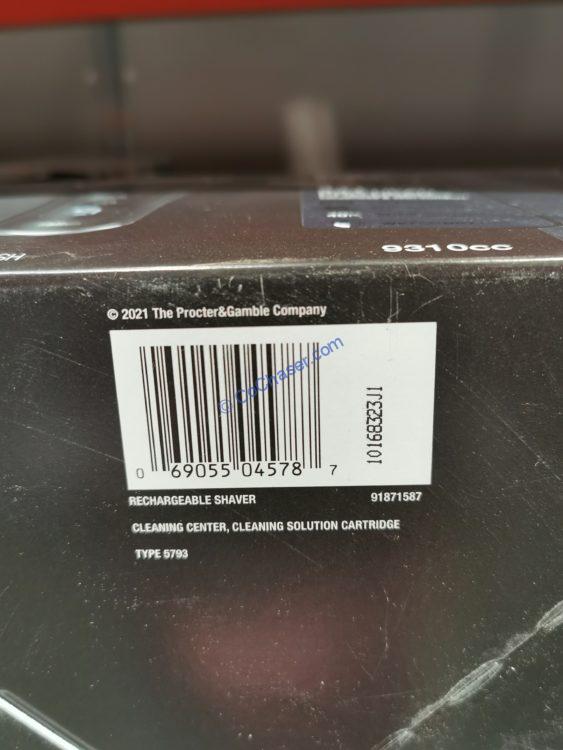 9310cc
© 2021 The Procter&Gamble Company
© CoChaser.com
10168323J1
0 69055 04578 7
RECHARGEABLE SHAVER 91871587
CLEANING CENTER, CLEANING SOLUTION CARTRIDGE
TYPE 5793